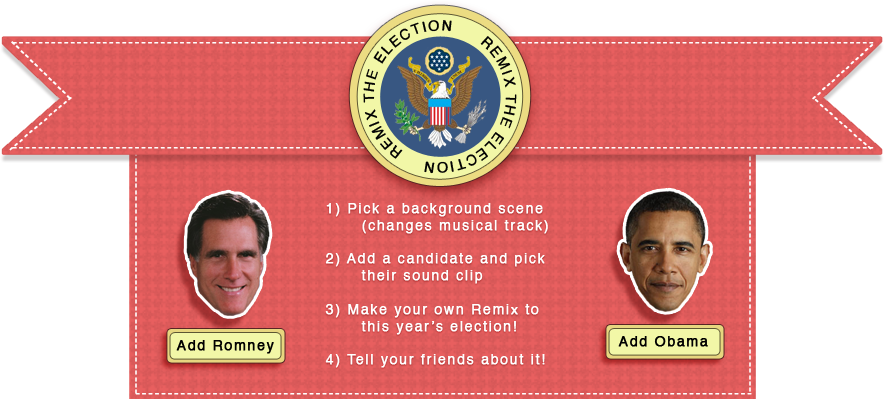 REMIX THE ELECTION
REMIX THE ELECTION
1) Pick a background scene
(changes musical track)
2) Add a candidate and pick
their sound clip
3) Make your own Remix to
this year's election!
4) Tell your friends about it!
Add Romney
Add Obama